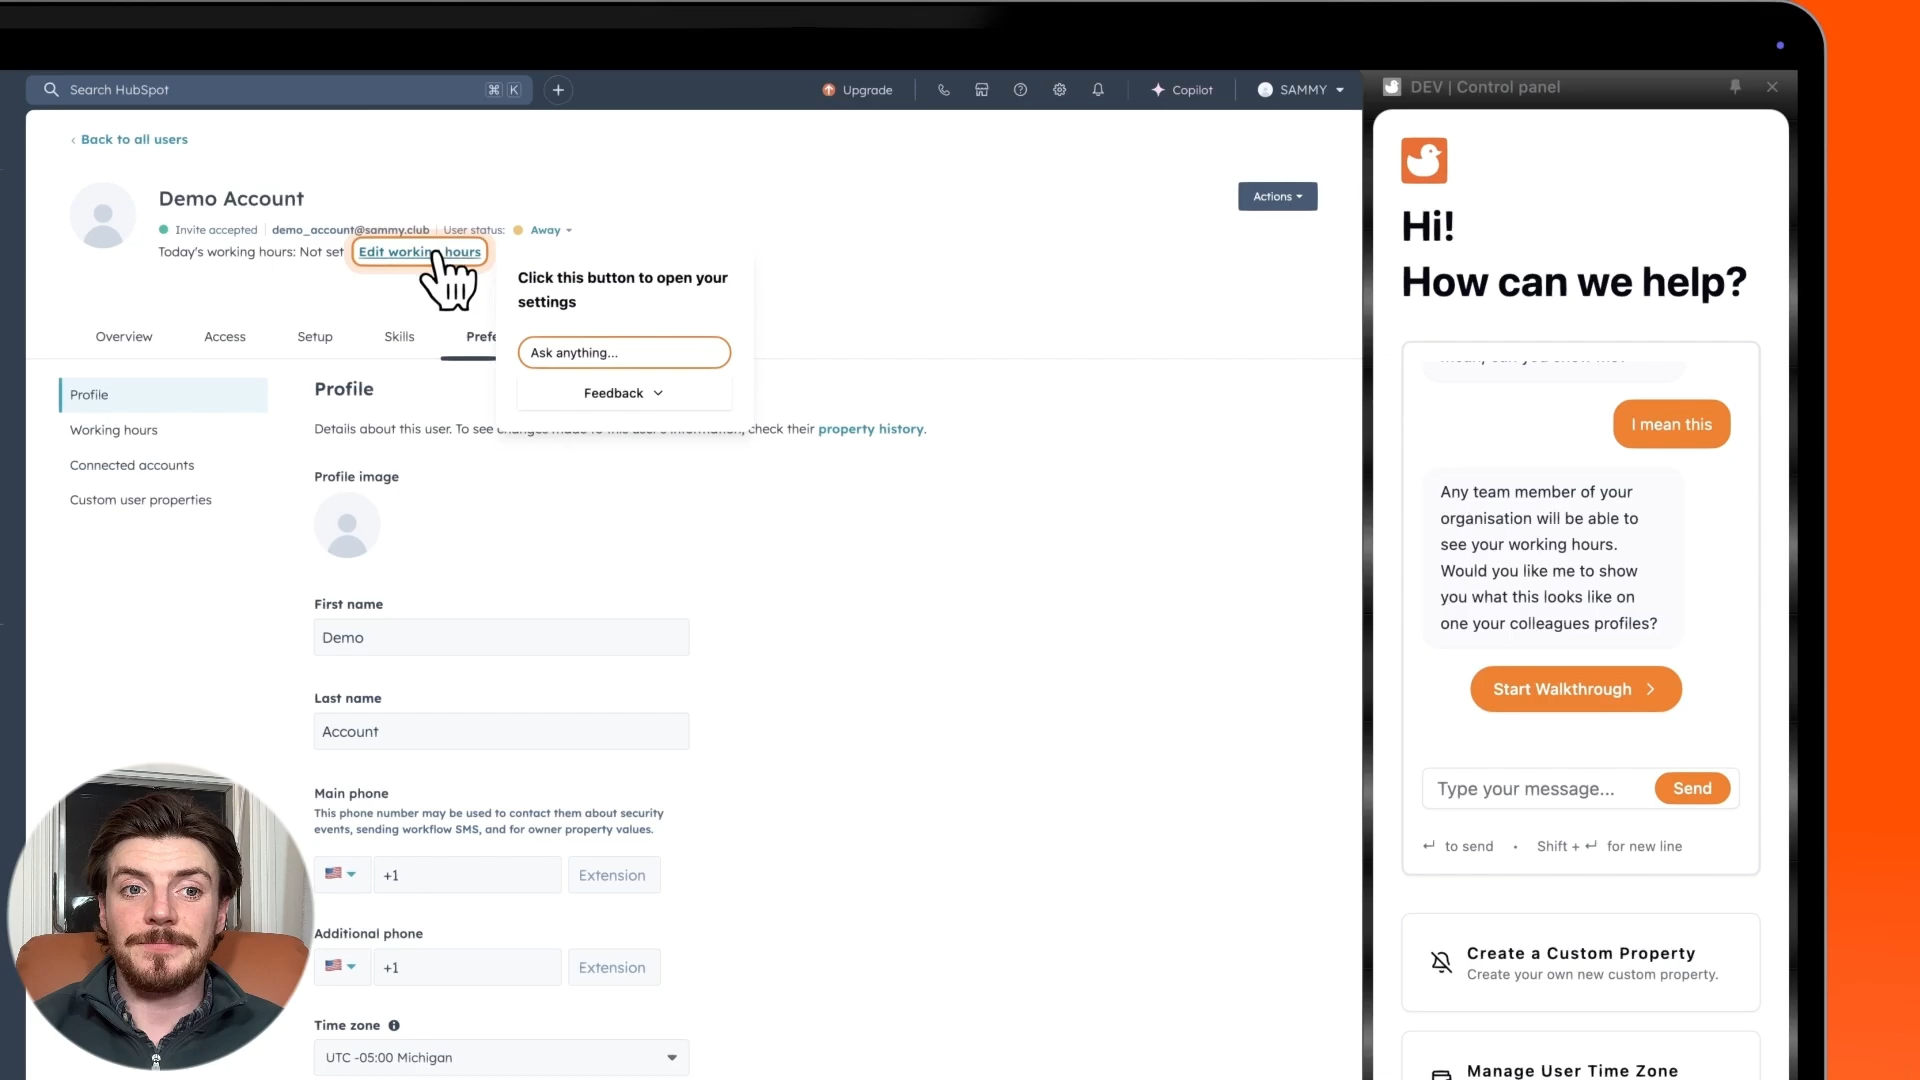 Search HubSpot
⌘ K
Upgrade
Copilot
SAMMY
DEV | Control panel
Back to all users
Demo Account
Invite accepted
demo_account@sammy.club
User status:
Away
Today's working hours: Not set
Edit working hours
Actions
Click this button to open your
settings
Ask anything...
Feedback
Overview
Access
Setup
Skills
Prefe
Profile
Working hours
Connected accounts
Custom user properties
Profile
Details about this user. To see changes made to this user's information, check their property history.
Profile image
First name
Demo
Last name
Account
Main phone
This phone number may be used to contact them about security
events, sending workflow SMS, and for owner property values.
+1
Extension
Additional phone
+1
Extension
Time zone
UTC -05:00 Michigan
Hi!
How can we help?
I mean this
Any team member of your
organisation will be able to
see your working hours.
Would you like me to show
you what this looks like on
one your colleagues profiles?
Start Walkthrough
Type your message...
Send
↵ to send • Shift + ↵ for new line
Create a Custom Property
Create your own new custom property.
Manage User Time Zone